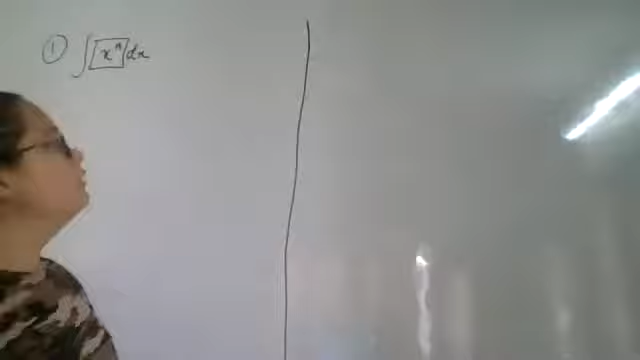 ① ∫ xⁿ dx